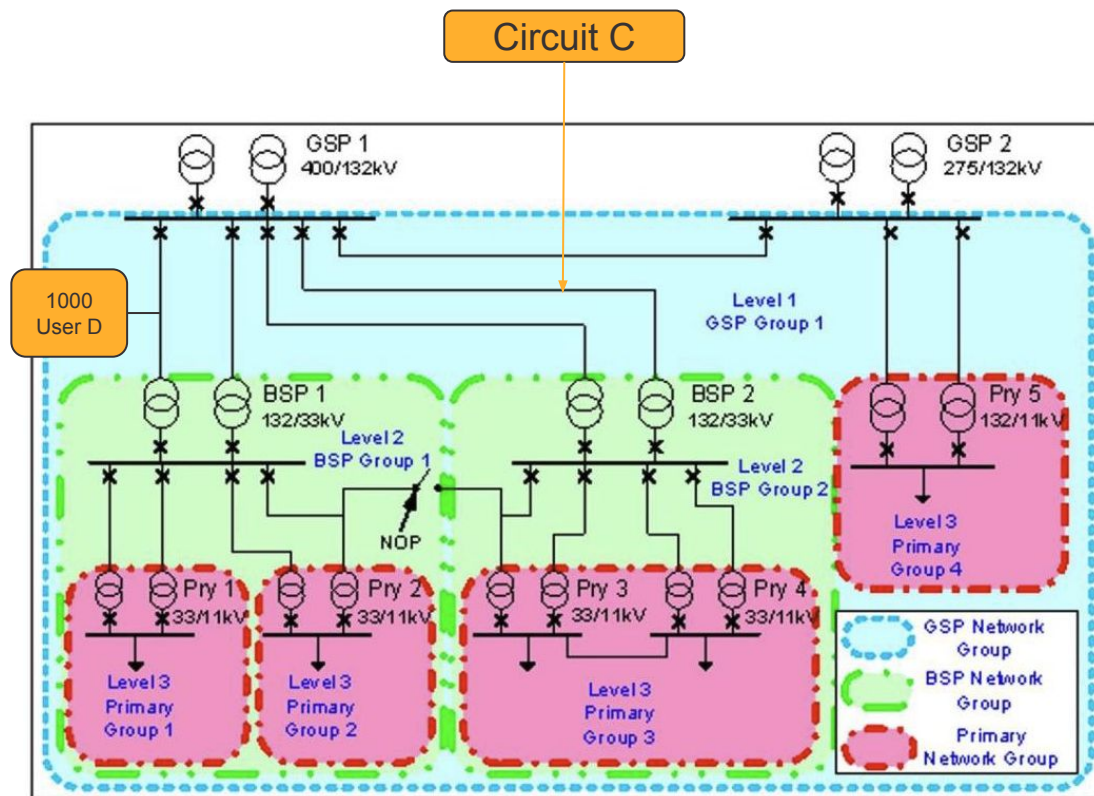 Circuit C
GSP 1
400/132kV
GSP 2
275/132kV
1000
User D
Level 1
GSP Group 1
BSP 1
132/33kV
BSP 2
132/33kV
Pry 5
132/11kV
Level 2
BSP Group 1
Level 2
BSP Group 2
NOP
Level 3
Primary
Group 4
Pry 1
33/11kV
Pry 2
33/11kV
Pry 3
33/11kV
Pry 4
33/11kV
Level 3
Primary
Group 1
Level 3
Primary
Group 2
Level 3
Primary
Group 3
GSP Network
Group
BSP Network
Group
Primary
Network Group